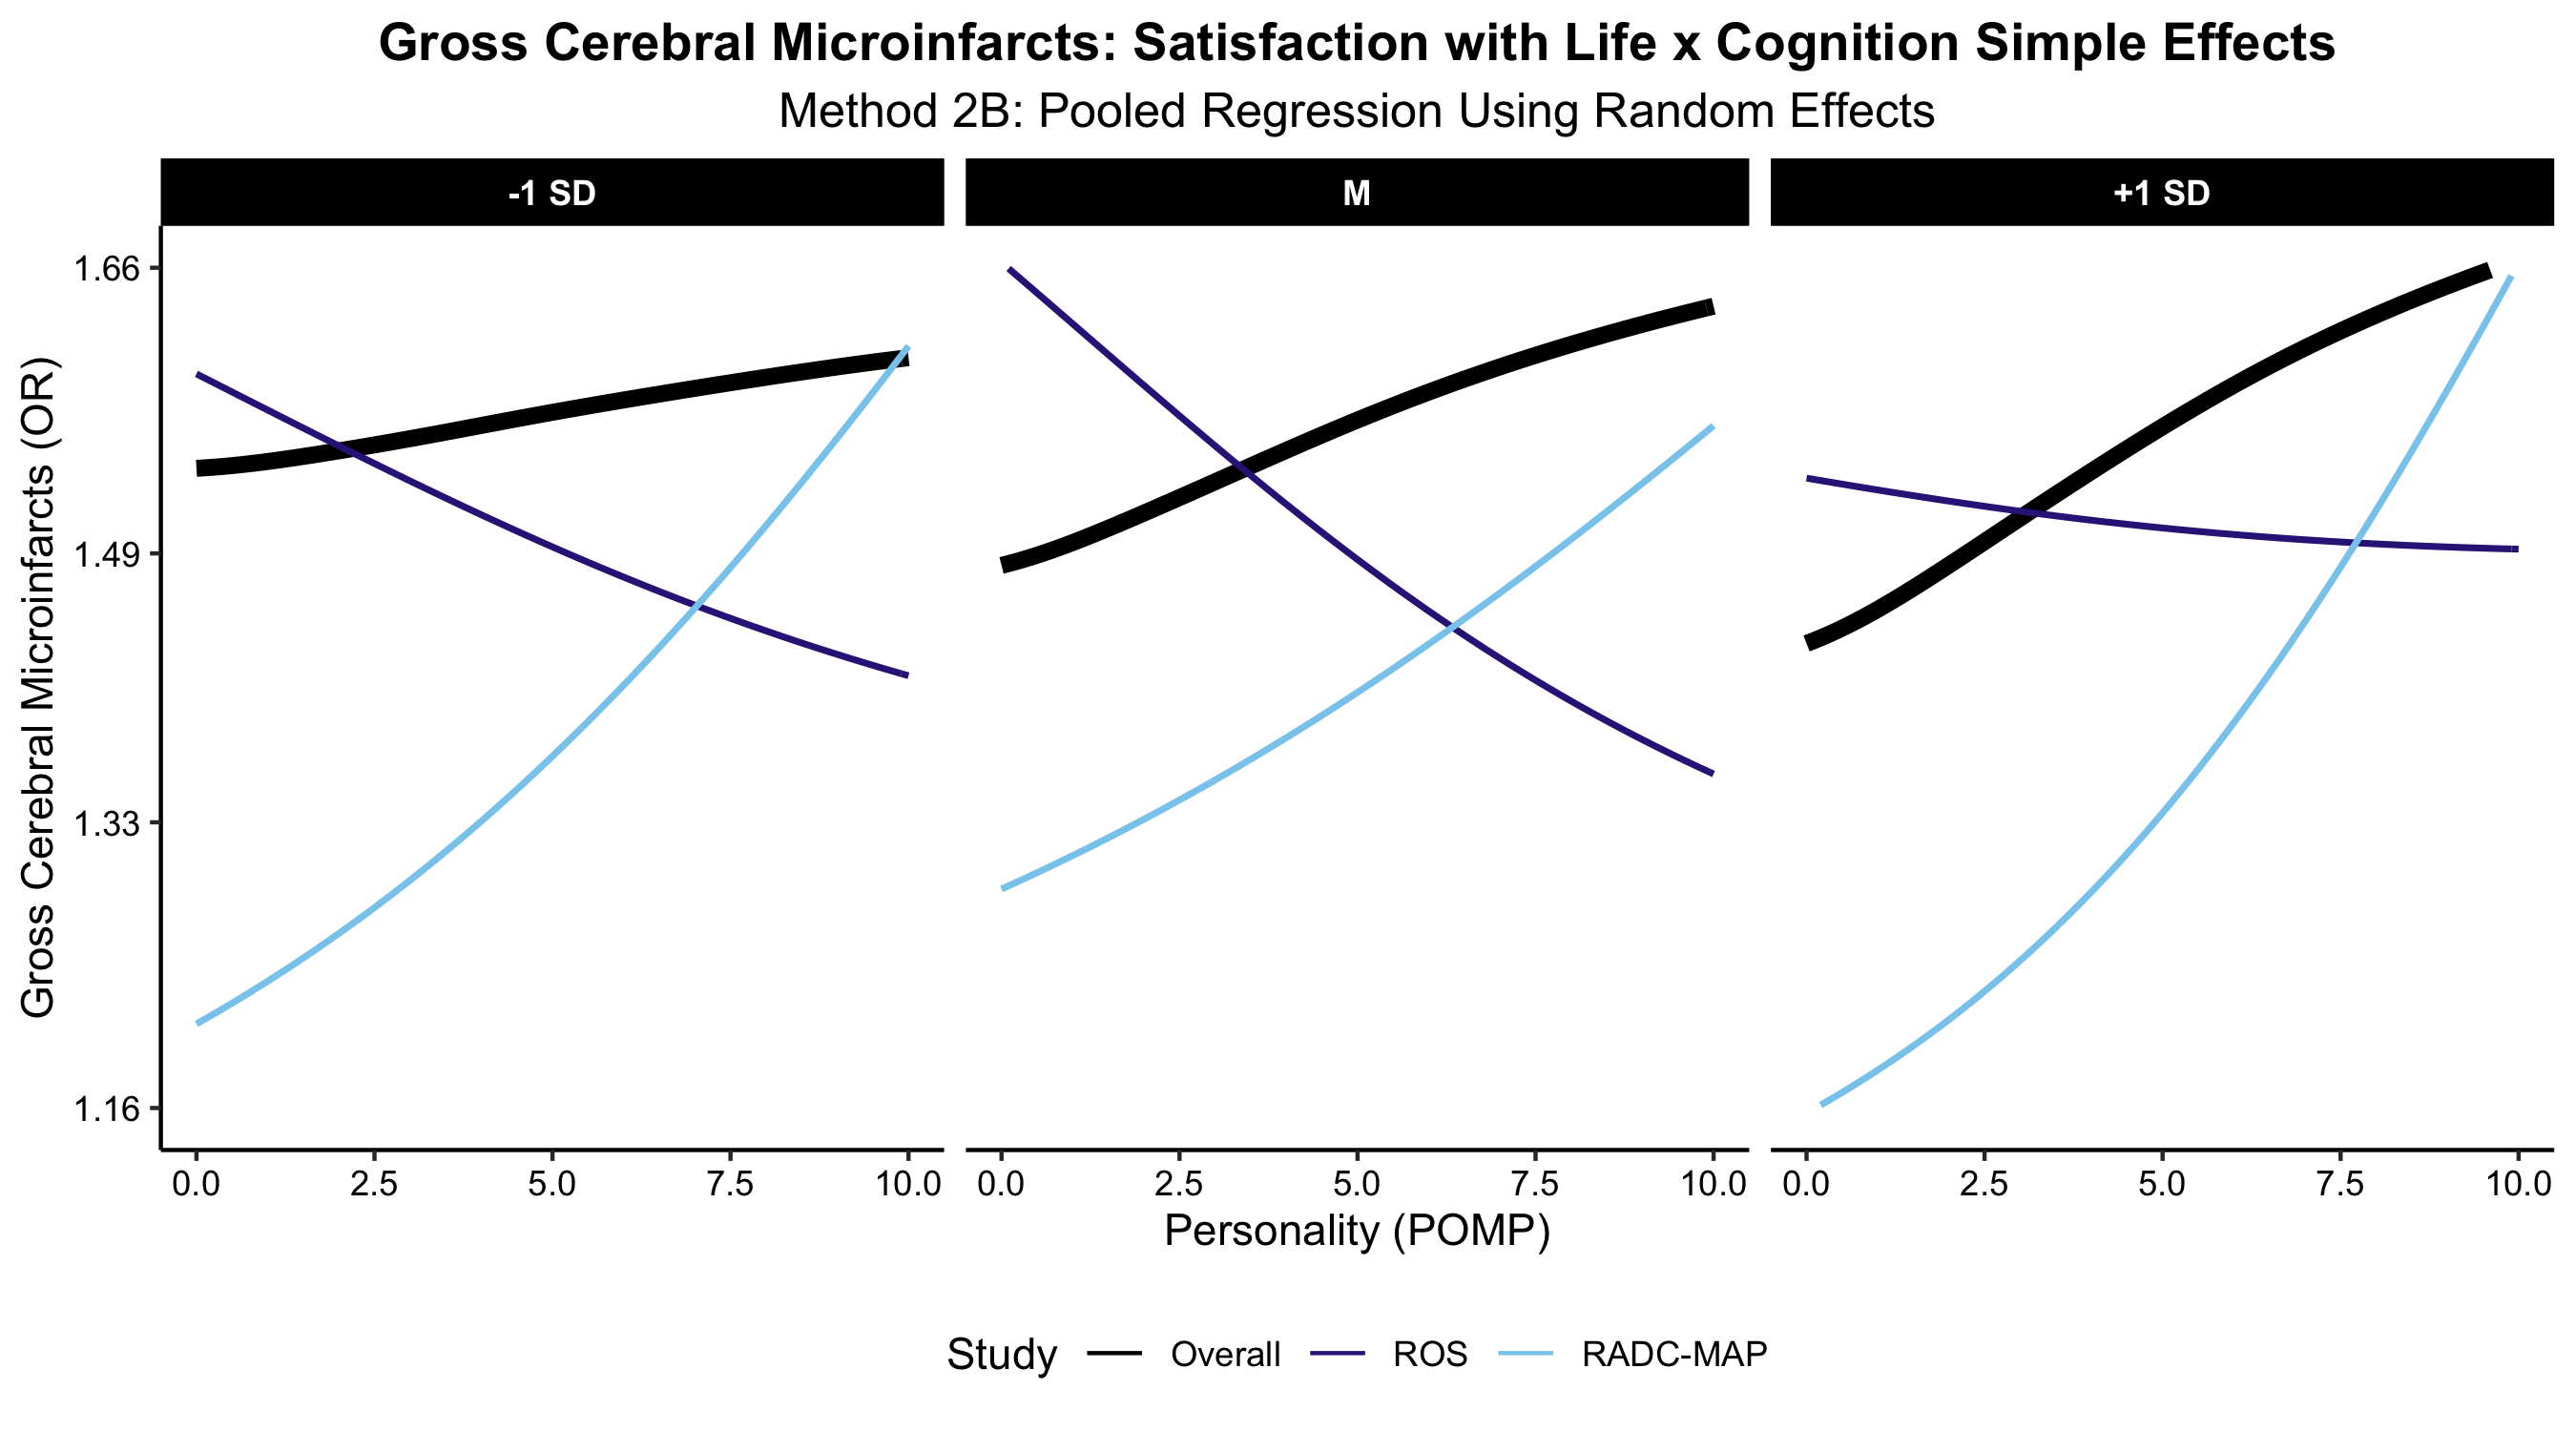 Gross Cerebral Microinfarcts: Satisfaction with Life x Cognition Simple Effects
Method 2B: Pooled Regression Using Random Effects
-1 SD
M
+1 SD
Gross Cerebral Microinfarcts (OR)
1.66
1.49
1.33
1.16
0.0 2.5 5.0 7.5 10.0
0.0 2.5 5.0 7.5 10.0
0.0 2.5 5.0 7.5 10.0
Personality (POMP)
Study Overall ROS RADC-MAP